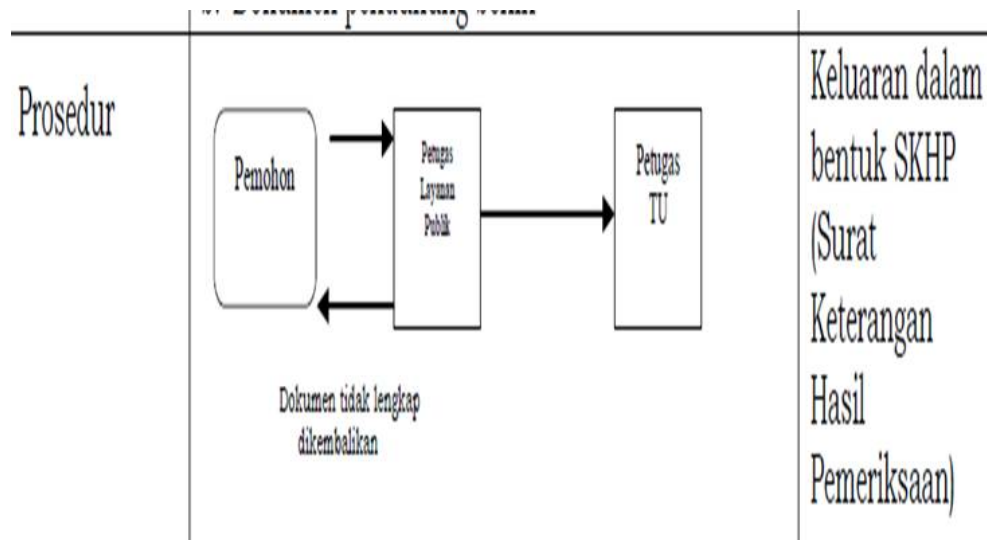 Prosedur
Pemohon
Petugas
Layanan
Publik
Petugas
TU
Dokumen tidak lengkap
dikembalikan
Keluaran dalam
bentuk SKHP
(Surat
Keterangan
Hasil
Pemeriksaan)